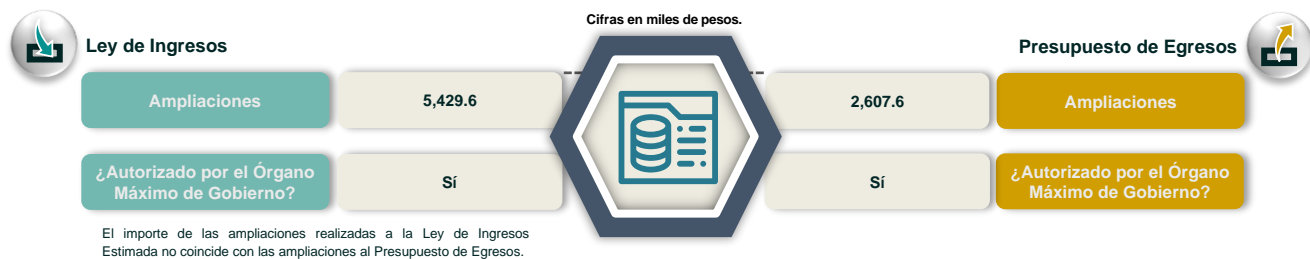 Cifras en miles de pesos.
Ley de Ingresos
Presupuesto de Egresos
Ampliaciones
5,429.6
2,607.6
Ampliaciones
¿Autorizado por el Órgano
Máximo de Gobierno?
Sí
Sí
¿Autorizado por el Órgano
Máximo de Gobierno?
El importe de las ampliaciones realizadas a la Ley de Ingresos
Estimada no coincide con las ampliaciones al Presupuesto de Egresos.